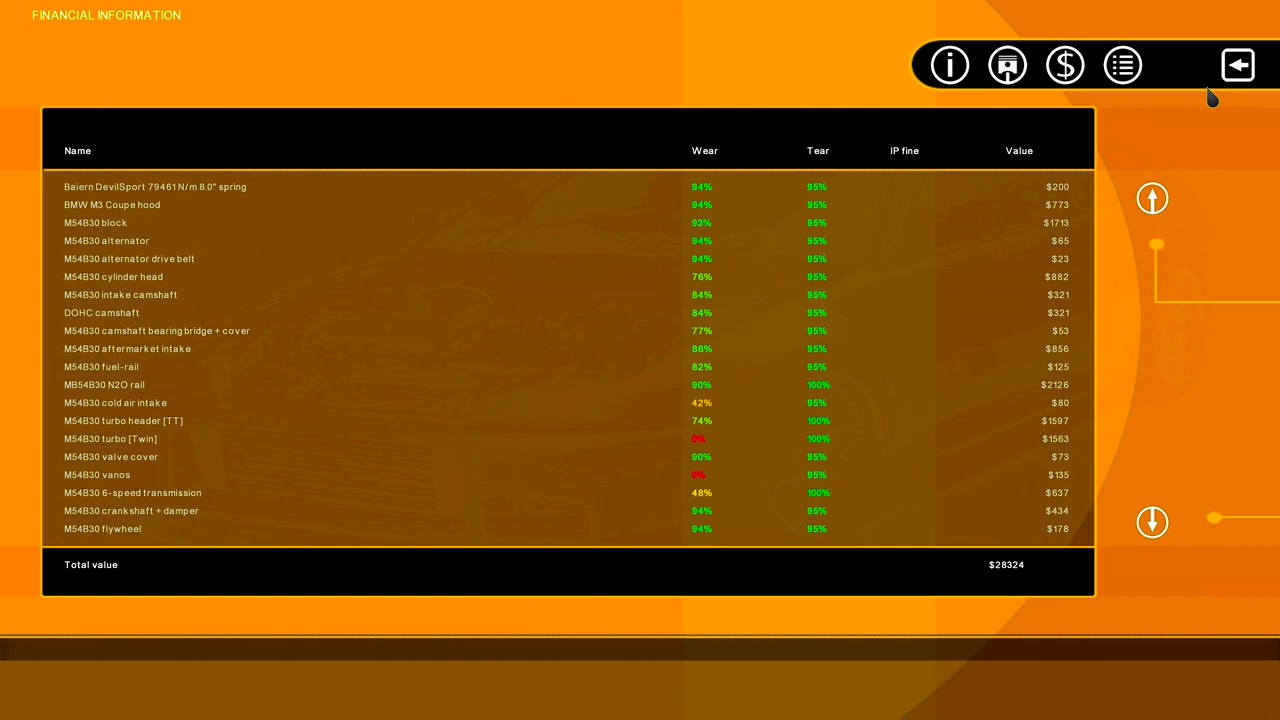 FINANCIAL INFORMATION
Name Wear Tear IP fine Value
Baiern DevilSport 79461 N/m 8.0" spring 94% 95% $200
BMW M3 Coupe hood 94% 95% $773
M54B30 block 93% 95% $1713
M54B30 alternator 94% 95% $65
M54B30 alternator drive belt 94% 95% $23
M54B30 cylinder head 76% 95% $882
M54B30 intake camshaft 84% 95% $321
DOHC camshaft 84% 95% $321
M54B30 camshaft bearing bridge + cover 77% 95% $53
M54B30 aftermarket intake 86% 95% $856
M54B30 fuel-rail 82% 95% $125
MB54B30 N2O rail 90% 100% $2126
M54B30 cold air intake 42% 95% $80
M54B30 turbo header [TT] 74% 100% $1597
M54B30 turbo [Twin] 0% 100% $1563
M54B30 valve cover 90% 95% $73
M54B30 vanos 0% 95% $135
M54B30 6-speed transmission 48% 100% $637
M54B30 crankshaft + damper 94% 95% $434
M54B30 flywheel 94% 95% $178
Total value $28324